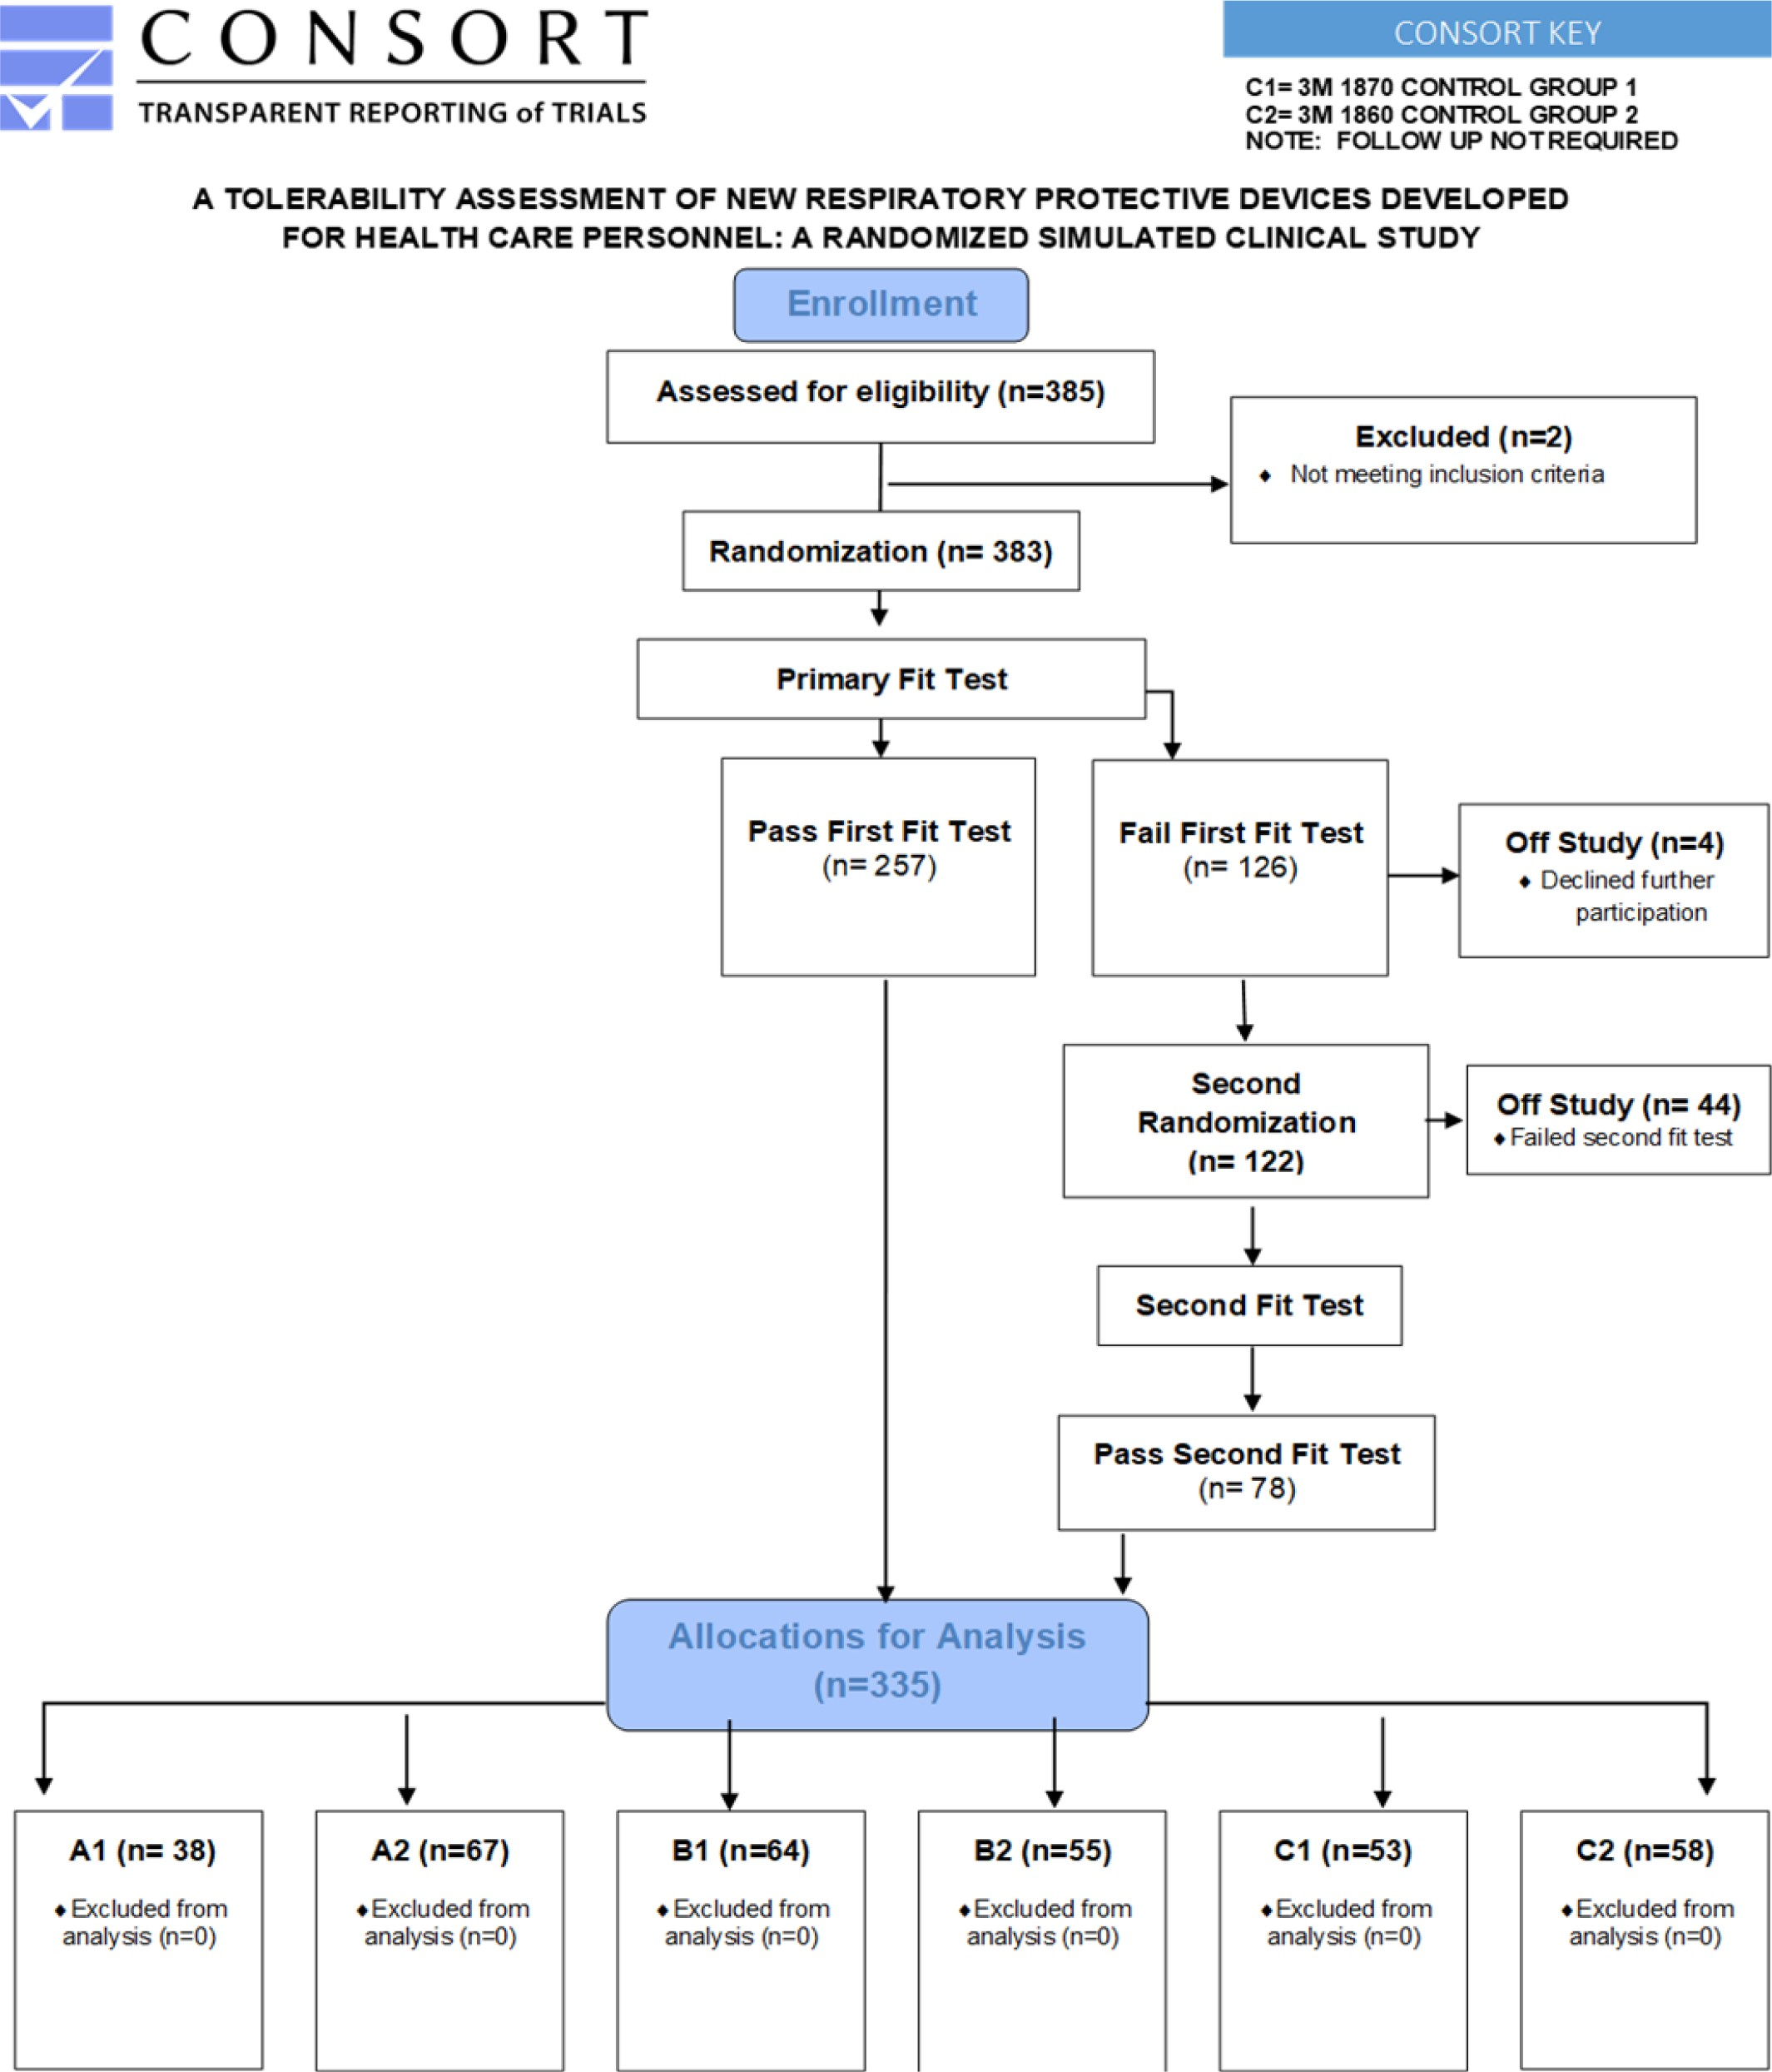 CONSORT
TRANSPARENT REPORTING of TRIALS
CONSORT KEY
C1= 3M 1870 CONTROL GROUP 1
C2= 3M 1860 CONTROL GROUP 2
NOTE: FOLLOW UP NOT REQUIRED
A TOLERABILITY ASSESSMENT OF NEW RESPIRATORY PROTECTIVE DEVICES DEVELOPED
FOR HEALTH CARE PERSONNEL: A RANDOMIZED SIMULATED CLINICAL STUDY
Enrollment
Assessed for eligibility (n=385)
Excluded (n=2)
♦ Not meeting inclusion criteria
Randomization (n= 383)
Primary Fit Test
Pass First Fit Test
(n= 257)
Fail First Fit Test
(n= 126)
Off Study (n=4)
♦ Declined further
participation
Second
Randomization
(n= 122)
Off Study (n= 44)
♦ Failed second fit test
Second Fit Test
Pass Second Fit Test
(n= 78)
Allocations for Analysis
(n=335)
A1 (n= 38)
♦ Excluded from
analysis (n=0)
A2 (n=67)
♦ Excluded from
analysis (n=0)
B1 (n=64)
♦ Excluded from
analysis (n=0)
B2 (n=55)
♦ Excluded from
analysis (n=0)
C1 (n=53)
♦ Excluded from
analysis (n=0)
C2 (n=58)
♦ Excluded from
analysis (n=0)